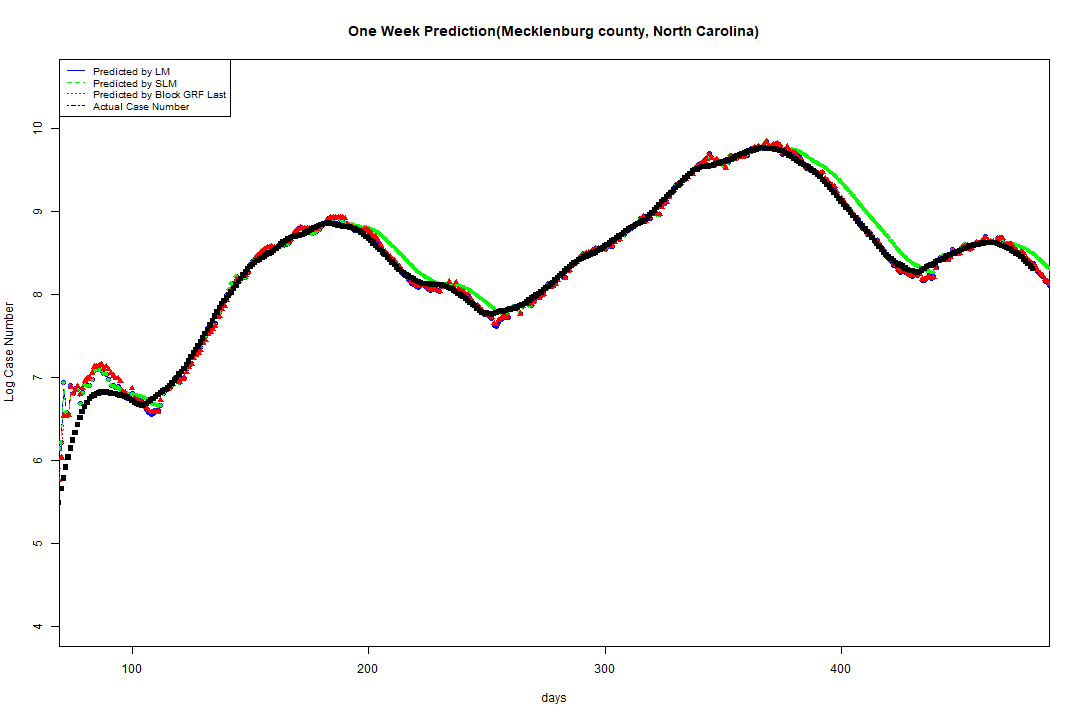 One Week Prediction(Mecklenburg county, North Carolina)
Predicted by LM
Predicted by SLM
Predicted by Block GRF Last
Actual Case Number
10
9
8
7
6
5
4
Log Case Number
100 200 300 400
days